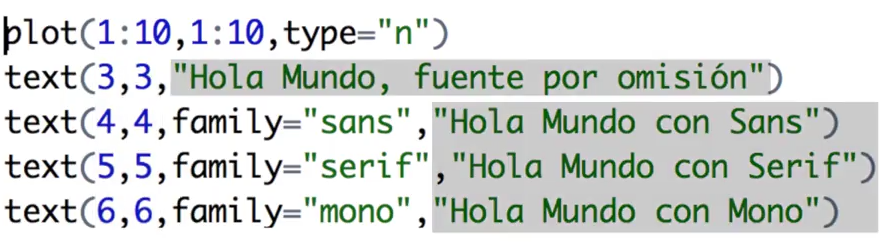 plot(1:10,1:10,type="n")
text(3,3,"Hola Mundo, fuente por omisión")
text(4,4,family="sans","Hola Mundo con Sans")
text(5,5,family="serif","Hola Mundo con Serif")
text(6,6,family="mono","Hola Mundo con Mono")